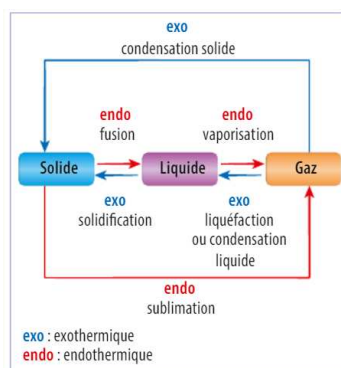 exo
condensation solide
endo
fusion
endo
vaporisation
Solide
Liquide
Gaz
exo
solidification
exo
liquéfaction
ou condensation
liquide
endo
sublimation
exo : exothermique
endo : endothermique